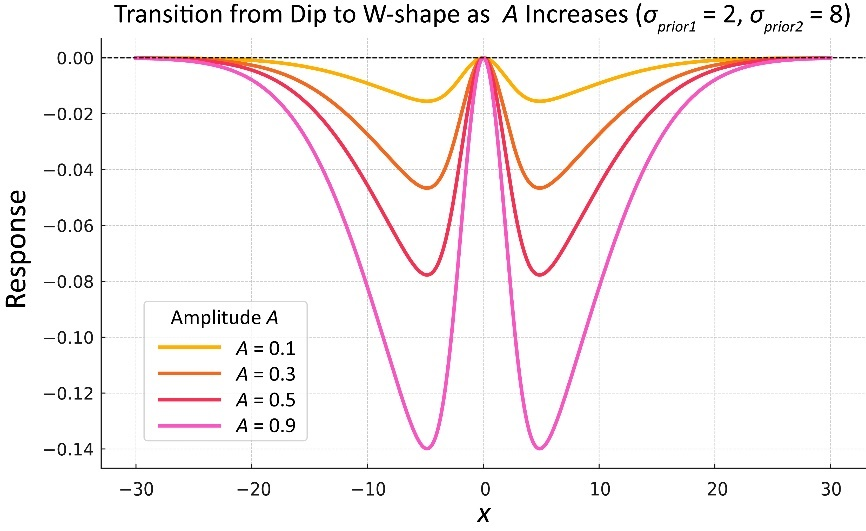 Transition from Dip to W-shape as A Increases (σprior1 = 2, σprior2 = 8)
0.00
−0.02
−0.04
−0.06
−0.08
−0.10
−0.12
−0.14
Response
Amplitude A
A = 0.1
A = 0.3
A = 0.5
A = 0.9
−30
−20
−10
0
10
20
30
x